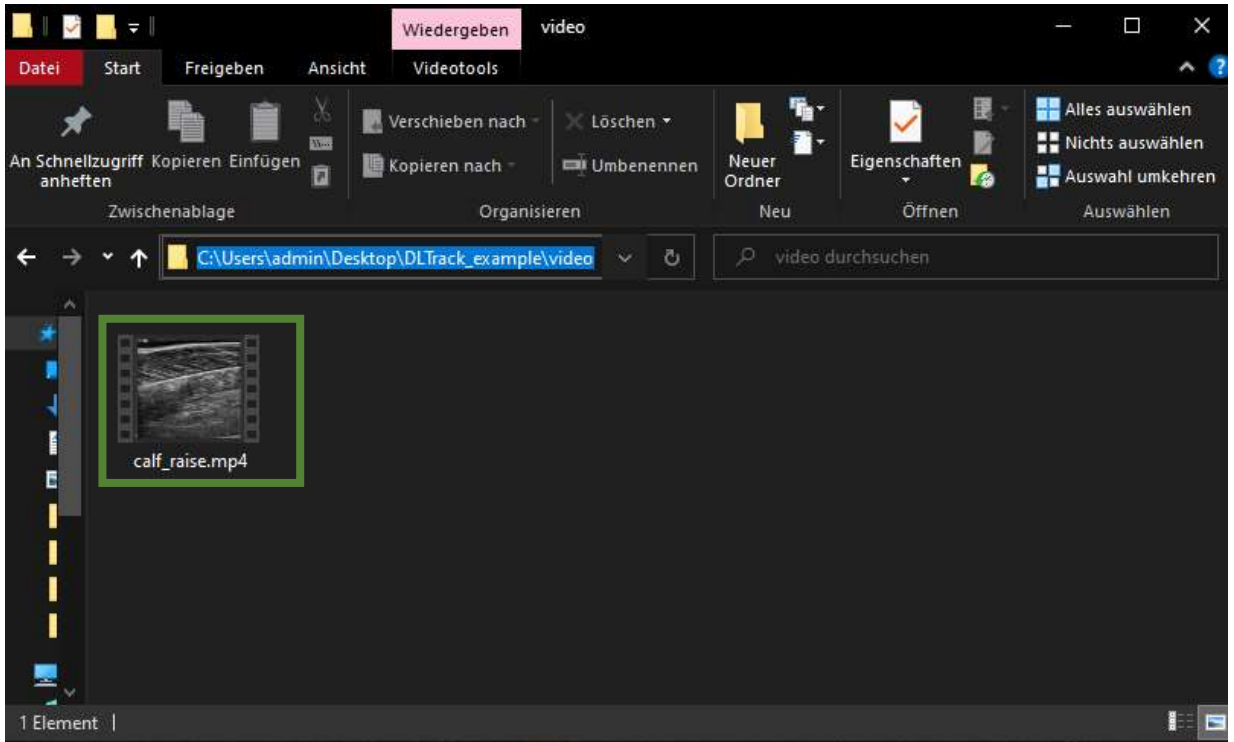 Wiedergeben video
Datei Start Freigeben Ansicht Videotools
An Schnellzugriff anheften
Kopieren
Einfügen
Verschieben nach
Kopieren nach
Löschen
Umbenennen
Neuer
Ordner
Eigenschaften
Alles auswählen
Nichts auswählen
Auswahl umkehren
Zwischenablage Organisieren Neu Öffnen Auswählen
C:\Users\admin\Desktop\DLTrack_example\video video durchsuchen
calf_raise.mp4
1 Element